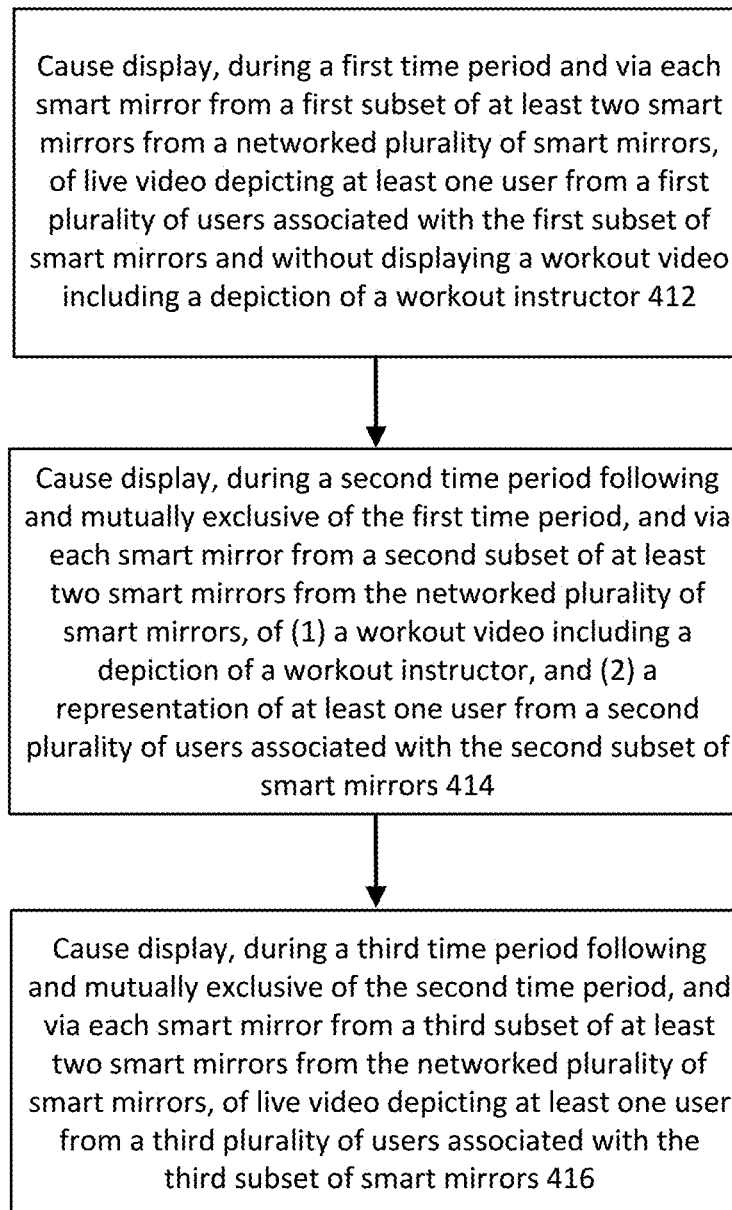 Cause display, during a first time period and via each
smart mirror from a first subset of at least two smart
mirrors from a networked plurality of smart mirrors,
of live video depicting at least one user from a first
plurality of users associated with the first subset of
smart mirrors and without displaying a workout video
including a depiction of a workout instructor 412
Cause display, during a second time period following
and mutually exclusive of the first time period, and via
each smart mirror from a second subset of at least
two smart mirrors from the networked plurality of
smart mirrors, of (1) a workout video including a
depiction of a workout instructor, and (2) a
representation of at least one user from a second
plurality of users associated with the second subset of
smart mirrors 414
Cause display, during a third time period following
and mutually exclusive of the second time period, and
via each smart mirror from a third subset of at least
two smart mirrors from the networked plurality of
smart mirrors, of live video depicting at least one user
from a third plurality of users associated with the
third subset of smart mirrors 416